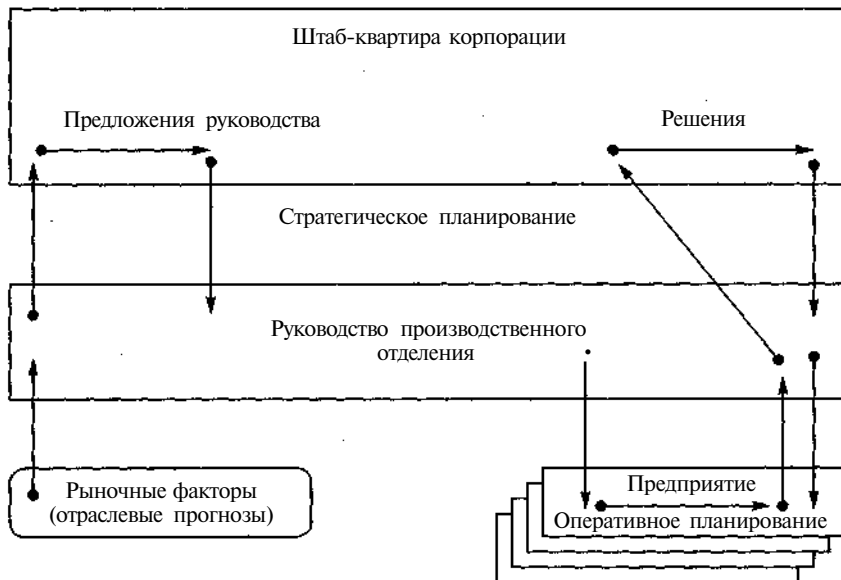 Штаб-квартира корпорации
Предложения руководства
Решения
Стратегическое планирование
Руководство производственного
отделения
Рыночные факторы
(отраслевые прогнозы)
Предприятие
Оперативное планирование